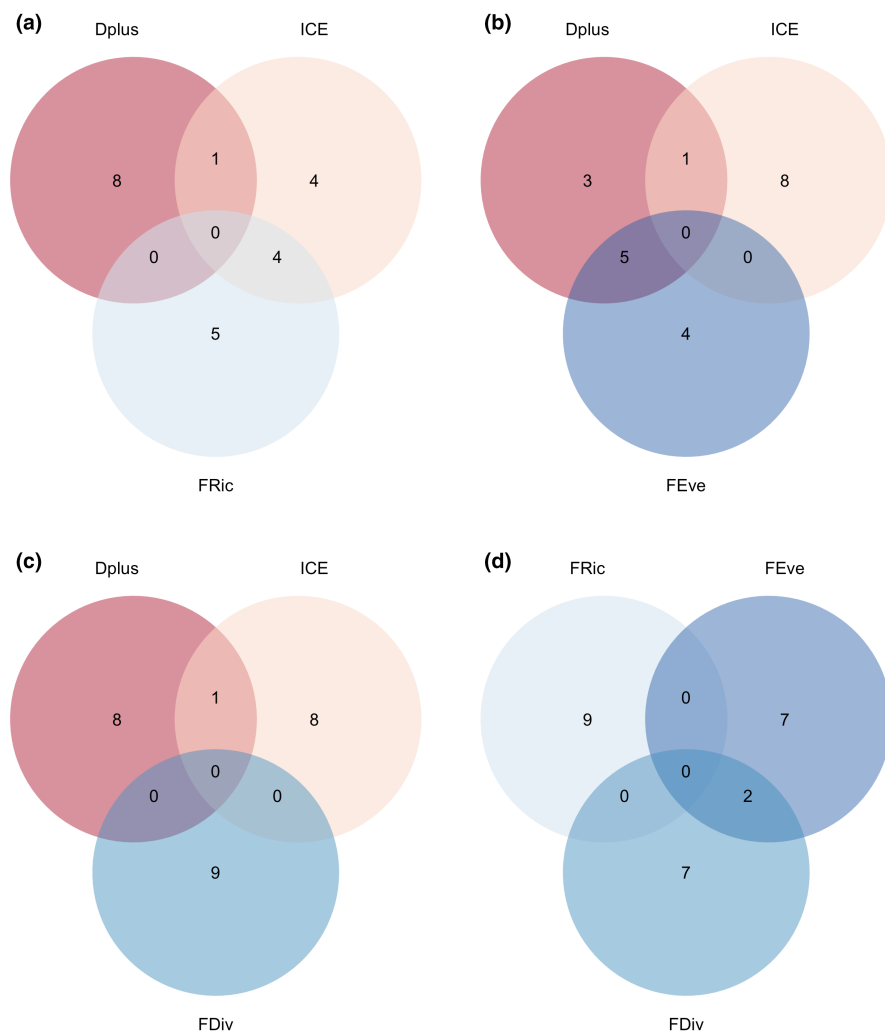 (a)
Dplus ICE
1
8 4
0
0 4
5
FRic
(b)
Dplus ICE
1
3 8
0
5 0
4
FEve
(c)
Dplus ICE
1
8 8
0
0 0
9
FDiv
(d)
FRic FEve
0
9 7
0
0 2
7
FDiv